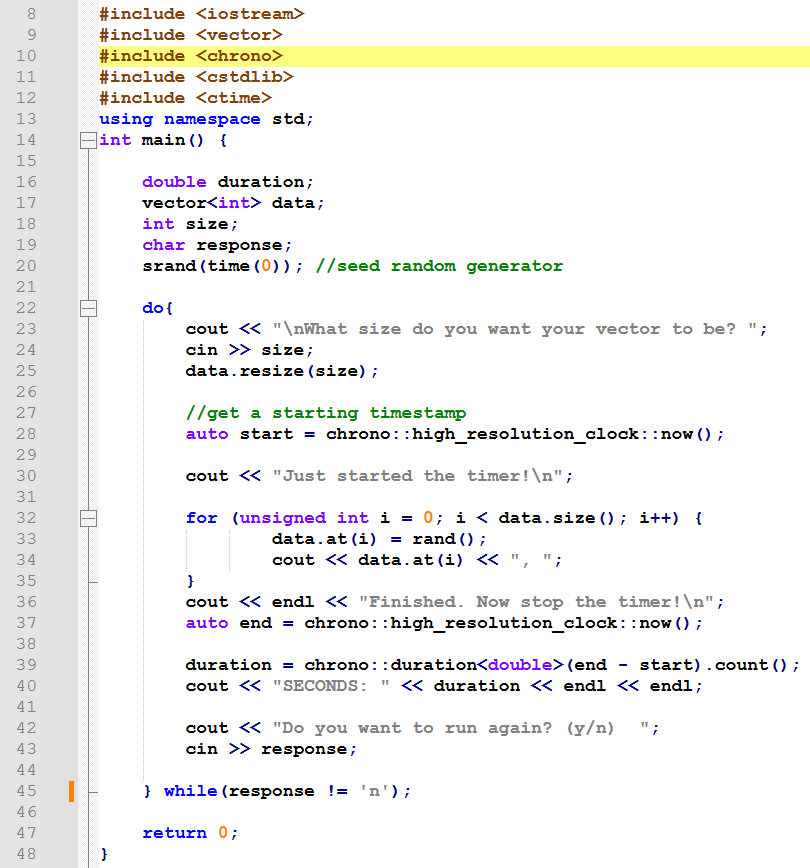 8 #include <iostream>
9 #include <vector>
10 #include <chrono>
11 #include <cstdlib>
12 #include <ctime>
13 using namespace std;
14 int main() {
15
16     double duration;
17     vector<int> data;
18     int size;
19     char response;
20     srand(time(0)); //seed random generator
21
22     do{
23         cout << "\nWhat size do you want your vector to be? ";
24         cin >> size;
25         data.resize(size);
26
27         //get a starting timestamp
28         auto start = chrono::high_resolution_clock::now();
29
30         cout << "Just started the timer!\n";
31
32         for (unsigned int i = 0; i < data.size(); i++) {
33                 data.at(i) = rand();
34                 cout << data.at(i) << ", ";
35         }
36         cout << endl << "Finished. Now stop the timer!\n";
37         auto end = chrono::high_resolution_clock::now();
38
39         duration = chrono::duration<double>(end - start).count();
40         cout << "SECONDS: " << duration << endl << endl;
41
42         cout << "Do you want to run again? (y/n)  ";
43         cin >> response;
44
45     } while(response != 'n');
46
47     return 0;
48 }